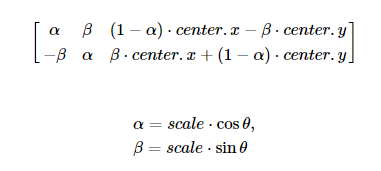 α β (1 − α) · center.x − β · center.y
−β α β · center.x + (1 − α) · center.y
α = scale · cos θ,
β = scale · sin θ